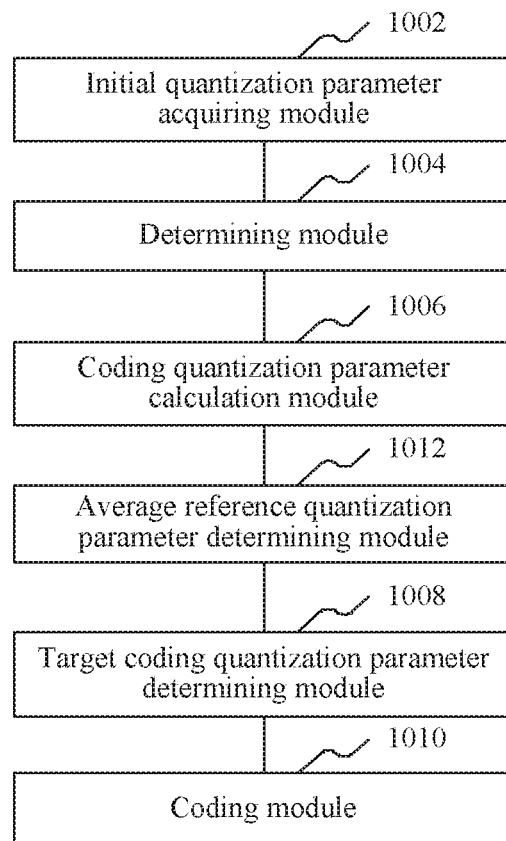 1002
Initial quantization parameter
acquiring module
1004
Determining module
1006
Coding quantization parameter
calculation module
1012
Average reference quantization
parameter determining module
1008
Target coding quantization parameter
determining module
1010
Coding module